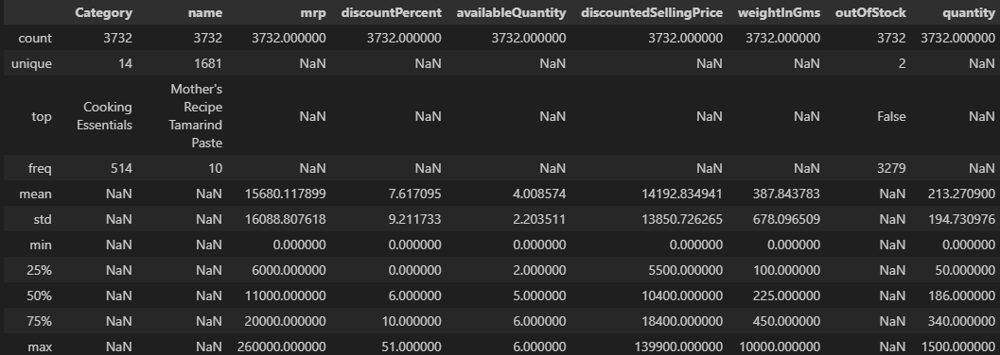 Category name mrp discountPercent availableQuantity discountedSellingPrice weightInGms outOfStock quantity
count 3732 3732 3732.000000 3732.000000 3732.000000 3732.000000 3732.000000 3732 3732.000000
unique 14 1681 NaN NaN NaN NaN NaN 2 NaN
top Cooking Essentials Mother's Recipe Tamarind Paste NaN NaN NaN NaN NaN False NaN
freq 514 10 NaN NaN NaN NaN NaN 3279 NaN
mean NaN NaN 15680.117899 7.617095 4.008574 14192.834941 387.843783 NaN 213.270900
std NaN NaN 16088.807618 9.211733 2.203511 13850.726265 678.096509 NaN 194.730976
min NaN NaN 0.000000 0.000000 0.000000 0.000000 0.000000 NaN 0.000000
25% NaN NaN 6000.000000 0.000000 2.000000 5500.000000 100.000000 NaN 50.000000
50% NaN NaN 11000.000000 6.000000 5.000000 10400.000000 225.000000 NaN 186.000000
75% NaN NaN 20000.000000 10.000000 6.000000 18400.000000 450.000000 NaN 340.000000
max NaN NaN 260000.000000 51.000000 6.000000 139900.000000 10000.000000 NaN 1500.000000